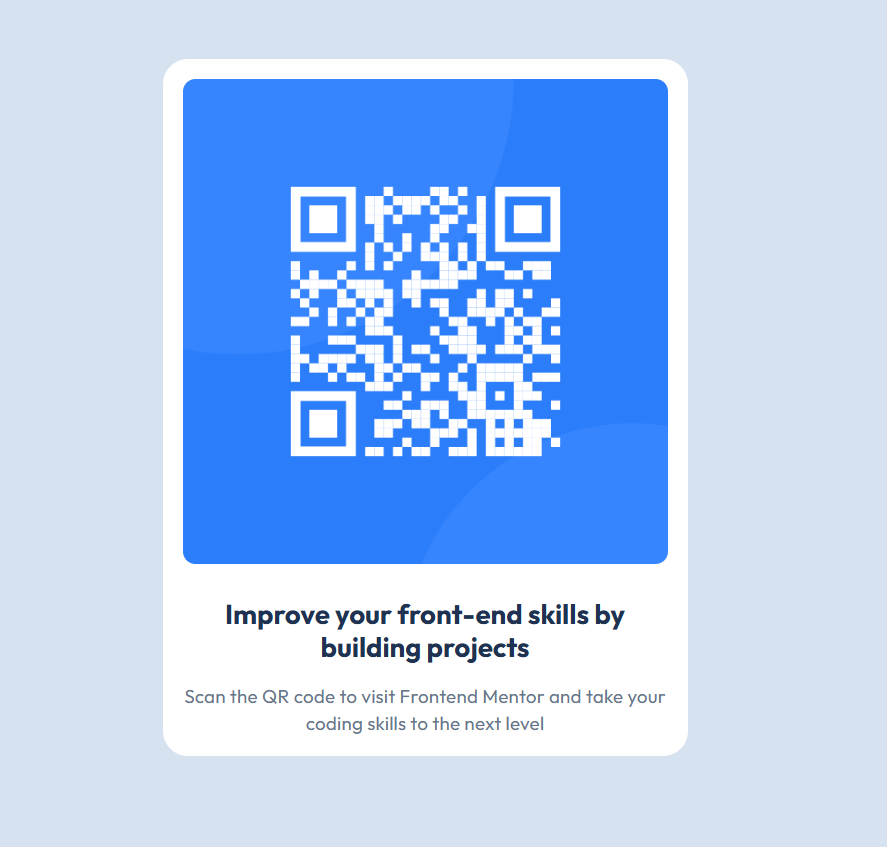 Improve your front-end skills by
building projects
Scan the QR code to visit Frontend Mentor and take your
coding skills to the next level